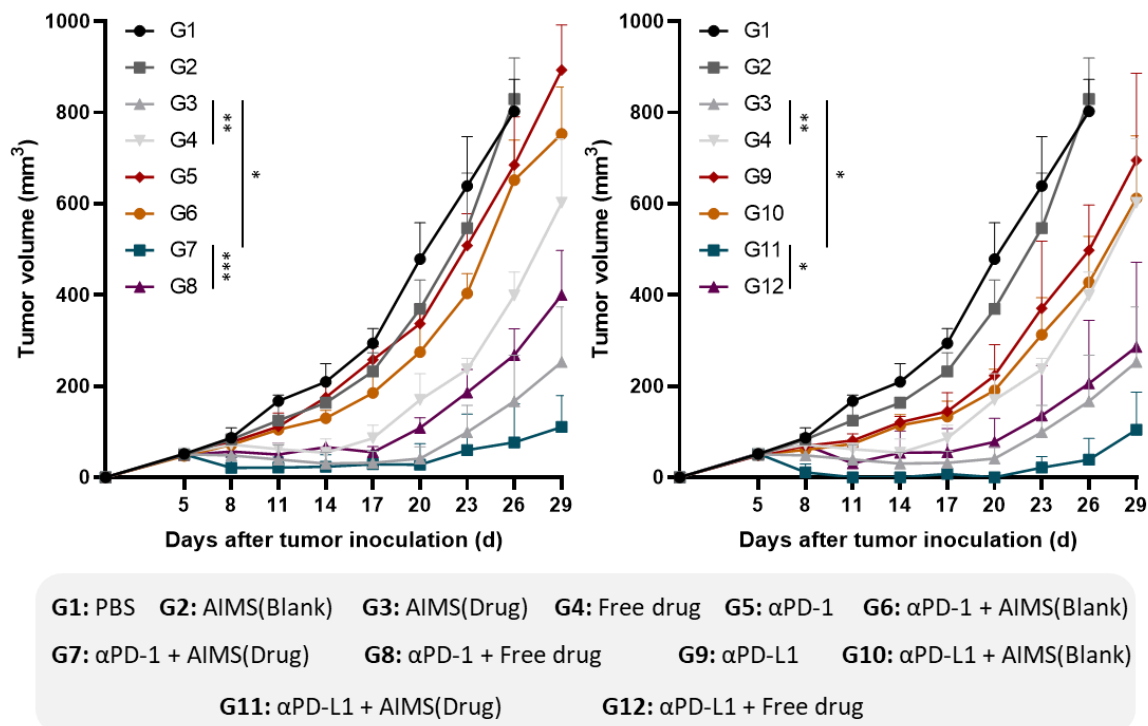 1000
800
600
400
200
0
Tumor volume (mm³)
G1
G2
G3
G4
G5
G6
G7
G8
**
*
***
5 8 11 14 17 20 23 26 29
Days after tumor inoculation (d)
1000
800
600
400
200
0
Tumor volume (mm³)
G1
G2
G3
G4
G9
G10
G11
G12
**
*
*
5 8 11 14 17 20 23 26 29
Days after tumor inoculation (d)
G1: PBS G2: AIMS(Blank) G3: AIMS(Drug) G4: Free drug G5: αPD-1 G6: αPD-1 + AIMS(Blank)
G7: αPD-1 + AIMS(Drug) G8: αPD-1 + Free drug G9: αPD-L1 G10: αPD-L1 + AIMS(Blank)
G11: αPD-L1 + AIMS(Drug) G12: αPD-L1 + Free drug